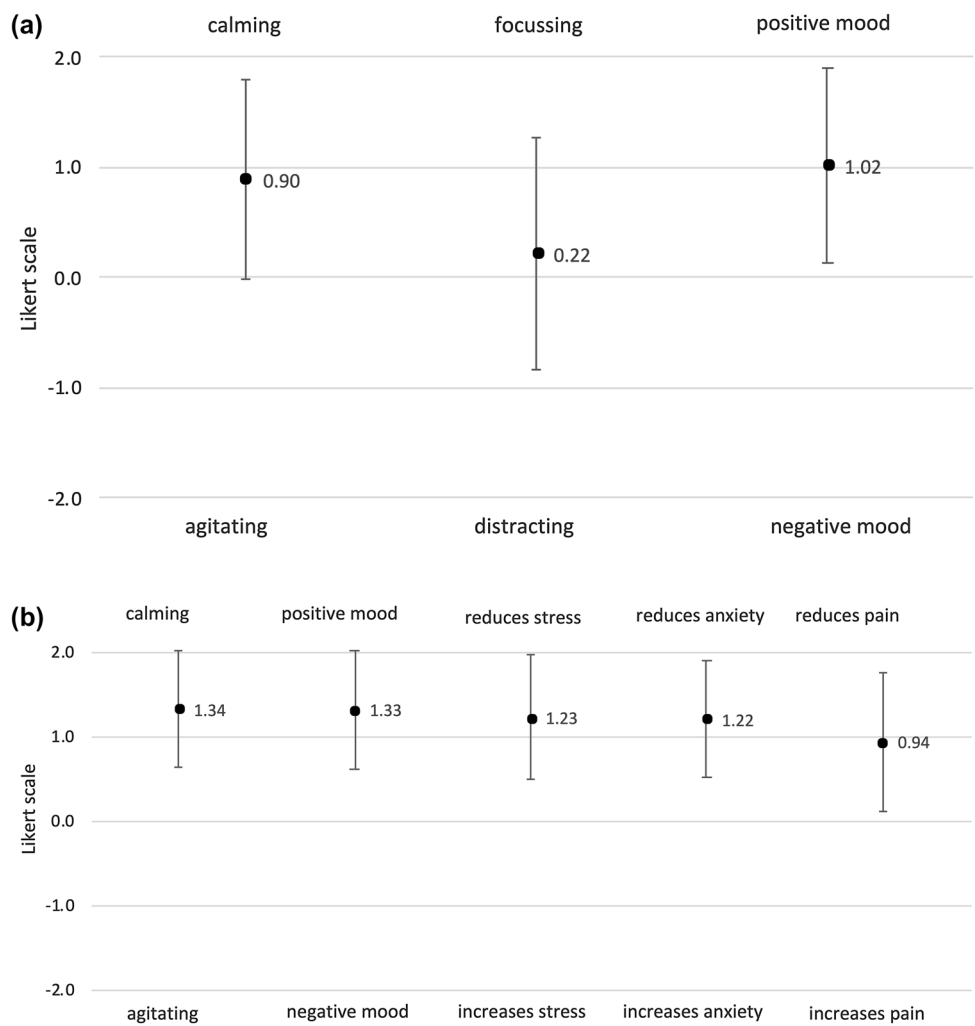 (a)
calming focussing positive mood
2.0
1.0
0.0
-1.0
-2.0
Likert scale
0.90
0.22
1.02
agitating distracting negative mood
(b)
calming positive mood reduces stress reduces anxiety reduces pain
2.0
1.0
0.0
-1.0
-2.0
Likert scale
1.34
1.33
1.23
1.22
0.94
agitating negative mood increases stress increases anxiety increases pain